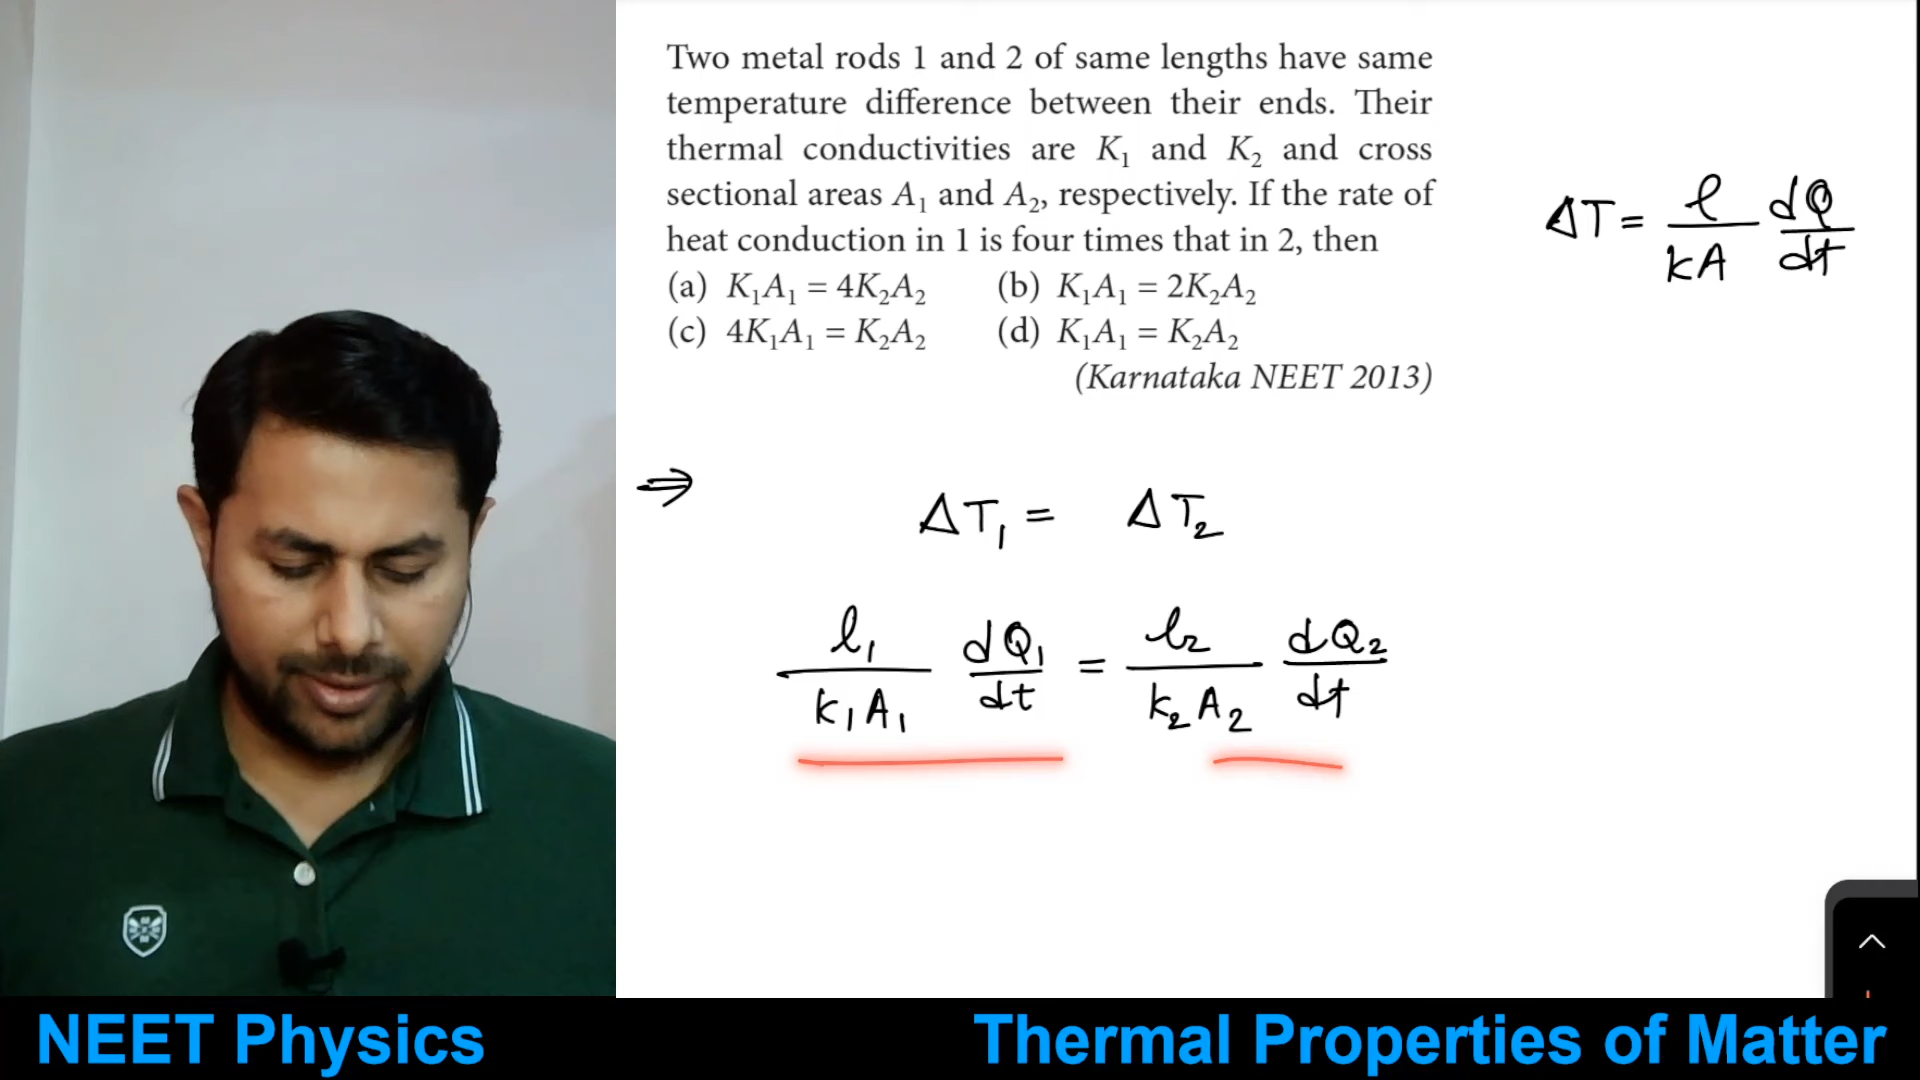 Two metal rods 1 and 2 of same lengths have same
temperature difference between their ends. Their
thermal conductivities are K₁ and K₂ and cross
sectional areas A₁ and A₂, respectively. If the rate of
heat conduction in 1 is four times that in 2, then
(a) K₁A₁ = 4K₂A₂ (b) K₁A₁ = 2K₂A₂
(c) 4K₁A₁ = K₂A₂ (d) K₁A₁ = K₂A₂
(Karnataka NEET 2013)
ΔT = l/kA dQ/dt
⇒ ΔT₁ = ΔT₂
l₁/k₁A₁ dQ₁/dt = l₂/k₂A₂ dQ₂/dt
NEET Physics
Thermal Properties of Matter